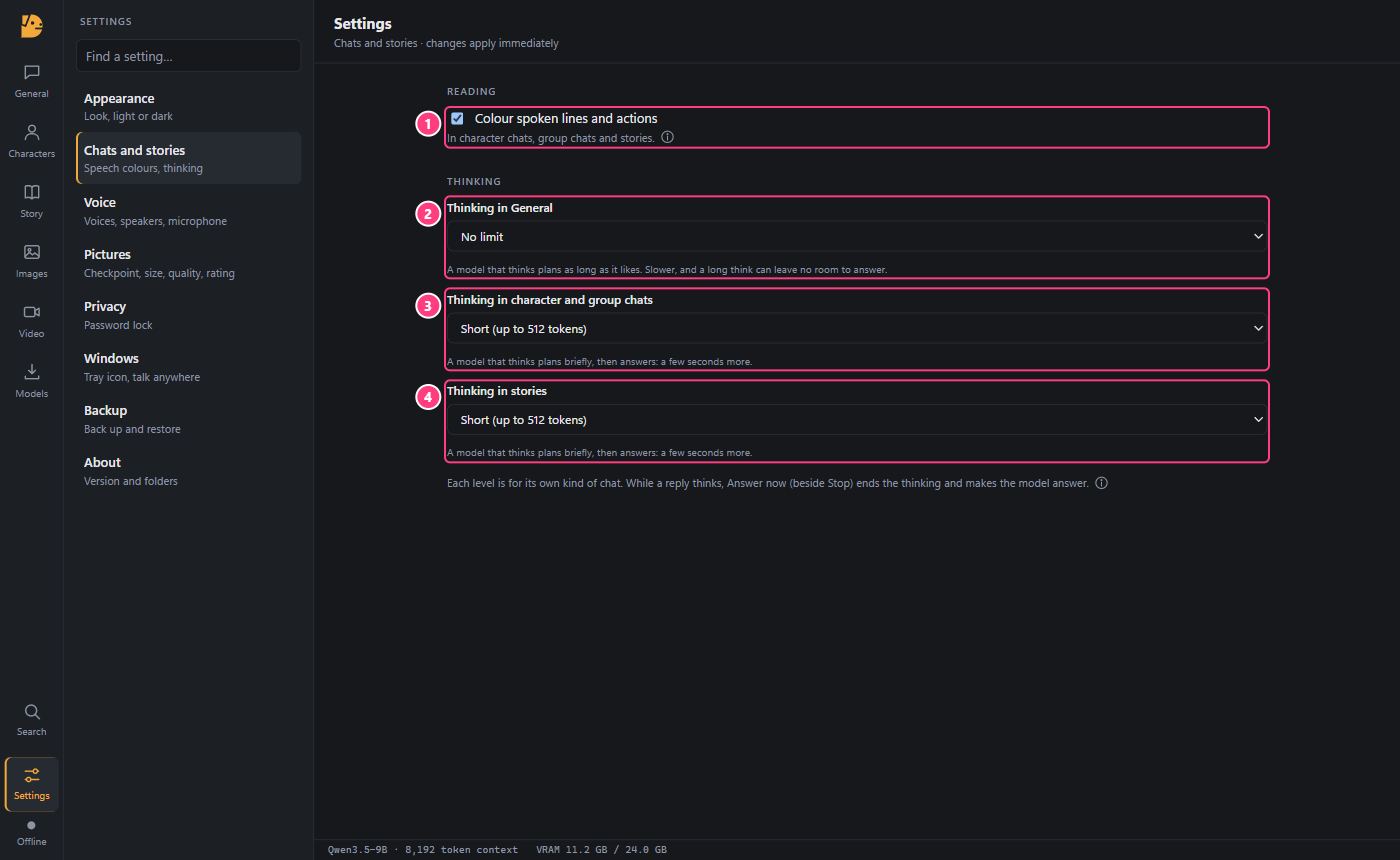 SETTINGS
Find a setting...
Appearance
Look, light or dark
Chats and stories
Speech colours, thinking
Voice
Voices, speakers, microphone
Pictures
Checkpoint, size, quality, rating
Privacy
Password lock
Windows
Tray icon, talk anywhere
Backup
Back up and restore
About
Version and folders
General
Characters
Story
Images
Video
Models
Search
Settings
Offline
Settings
Chats and stories · changes apply immediately
READING
1
Colour spoken lines and actions
In character chats, group chats and stories.
THINKING
2
Thinking in General
No limit
A model that thinks plans as long as it likes. Slower, and a long think can leave no room to answer.
3
Thinking in character and group chats
Short (up to 512 tokens)
A model that thinks plans briefly, then answers: a few seconds more.
4
Thinking in stories
Short (up to 512 tokens)
A model that thinks plans briefly, then answers: a few seconds more.
Each level is for its own kind of chat. While a reply thinks, Answer now (beside Stop) ends the thinking and makes the model answer.
Qwen3.5-9B · 8,192 token context VRAM 11.2 GB / 24.0 GB